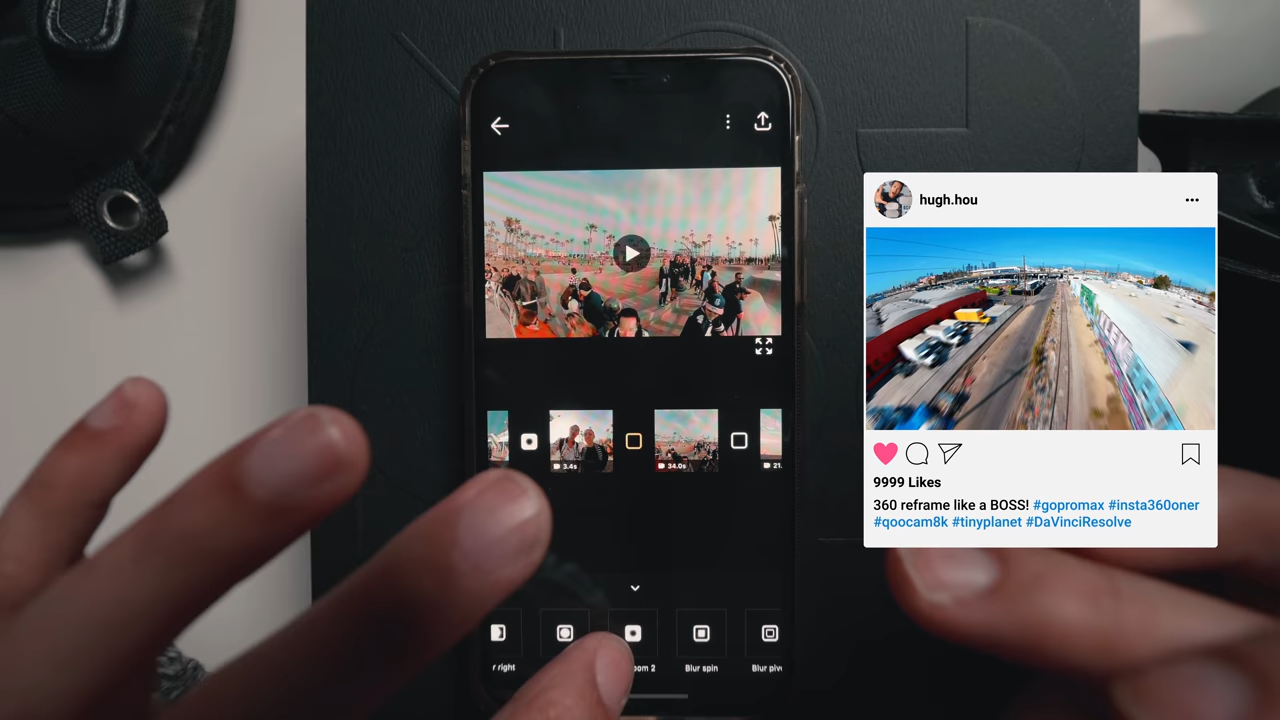 hugh.hou
3.4s
34.0s
21.
9999 Likes
360 reframe like a BOSS! #gopromax #insta360oner
#qoocam8k #tinyplanet #DaVinciResolve
r right
oom 2
Blur spin
Blur piv